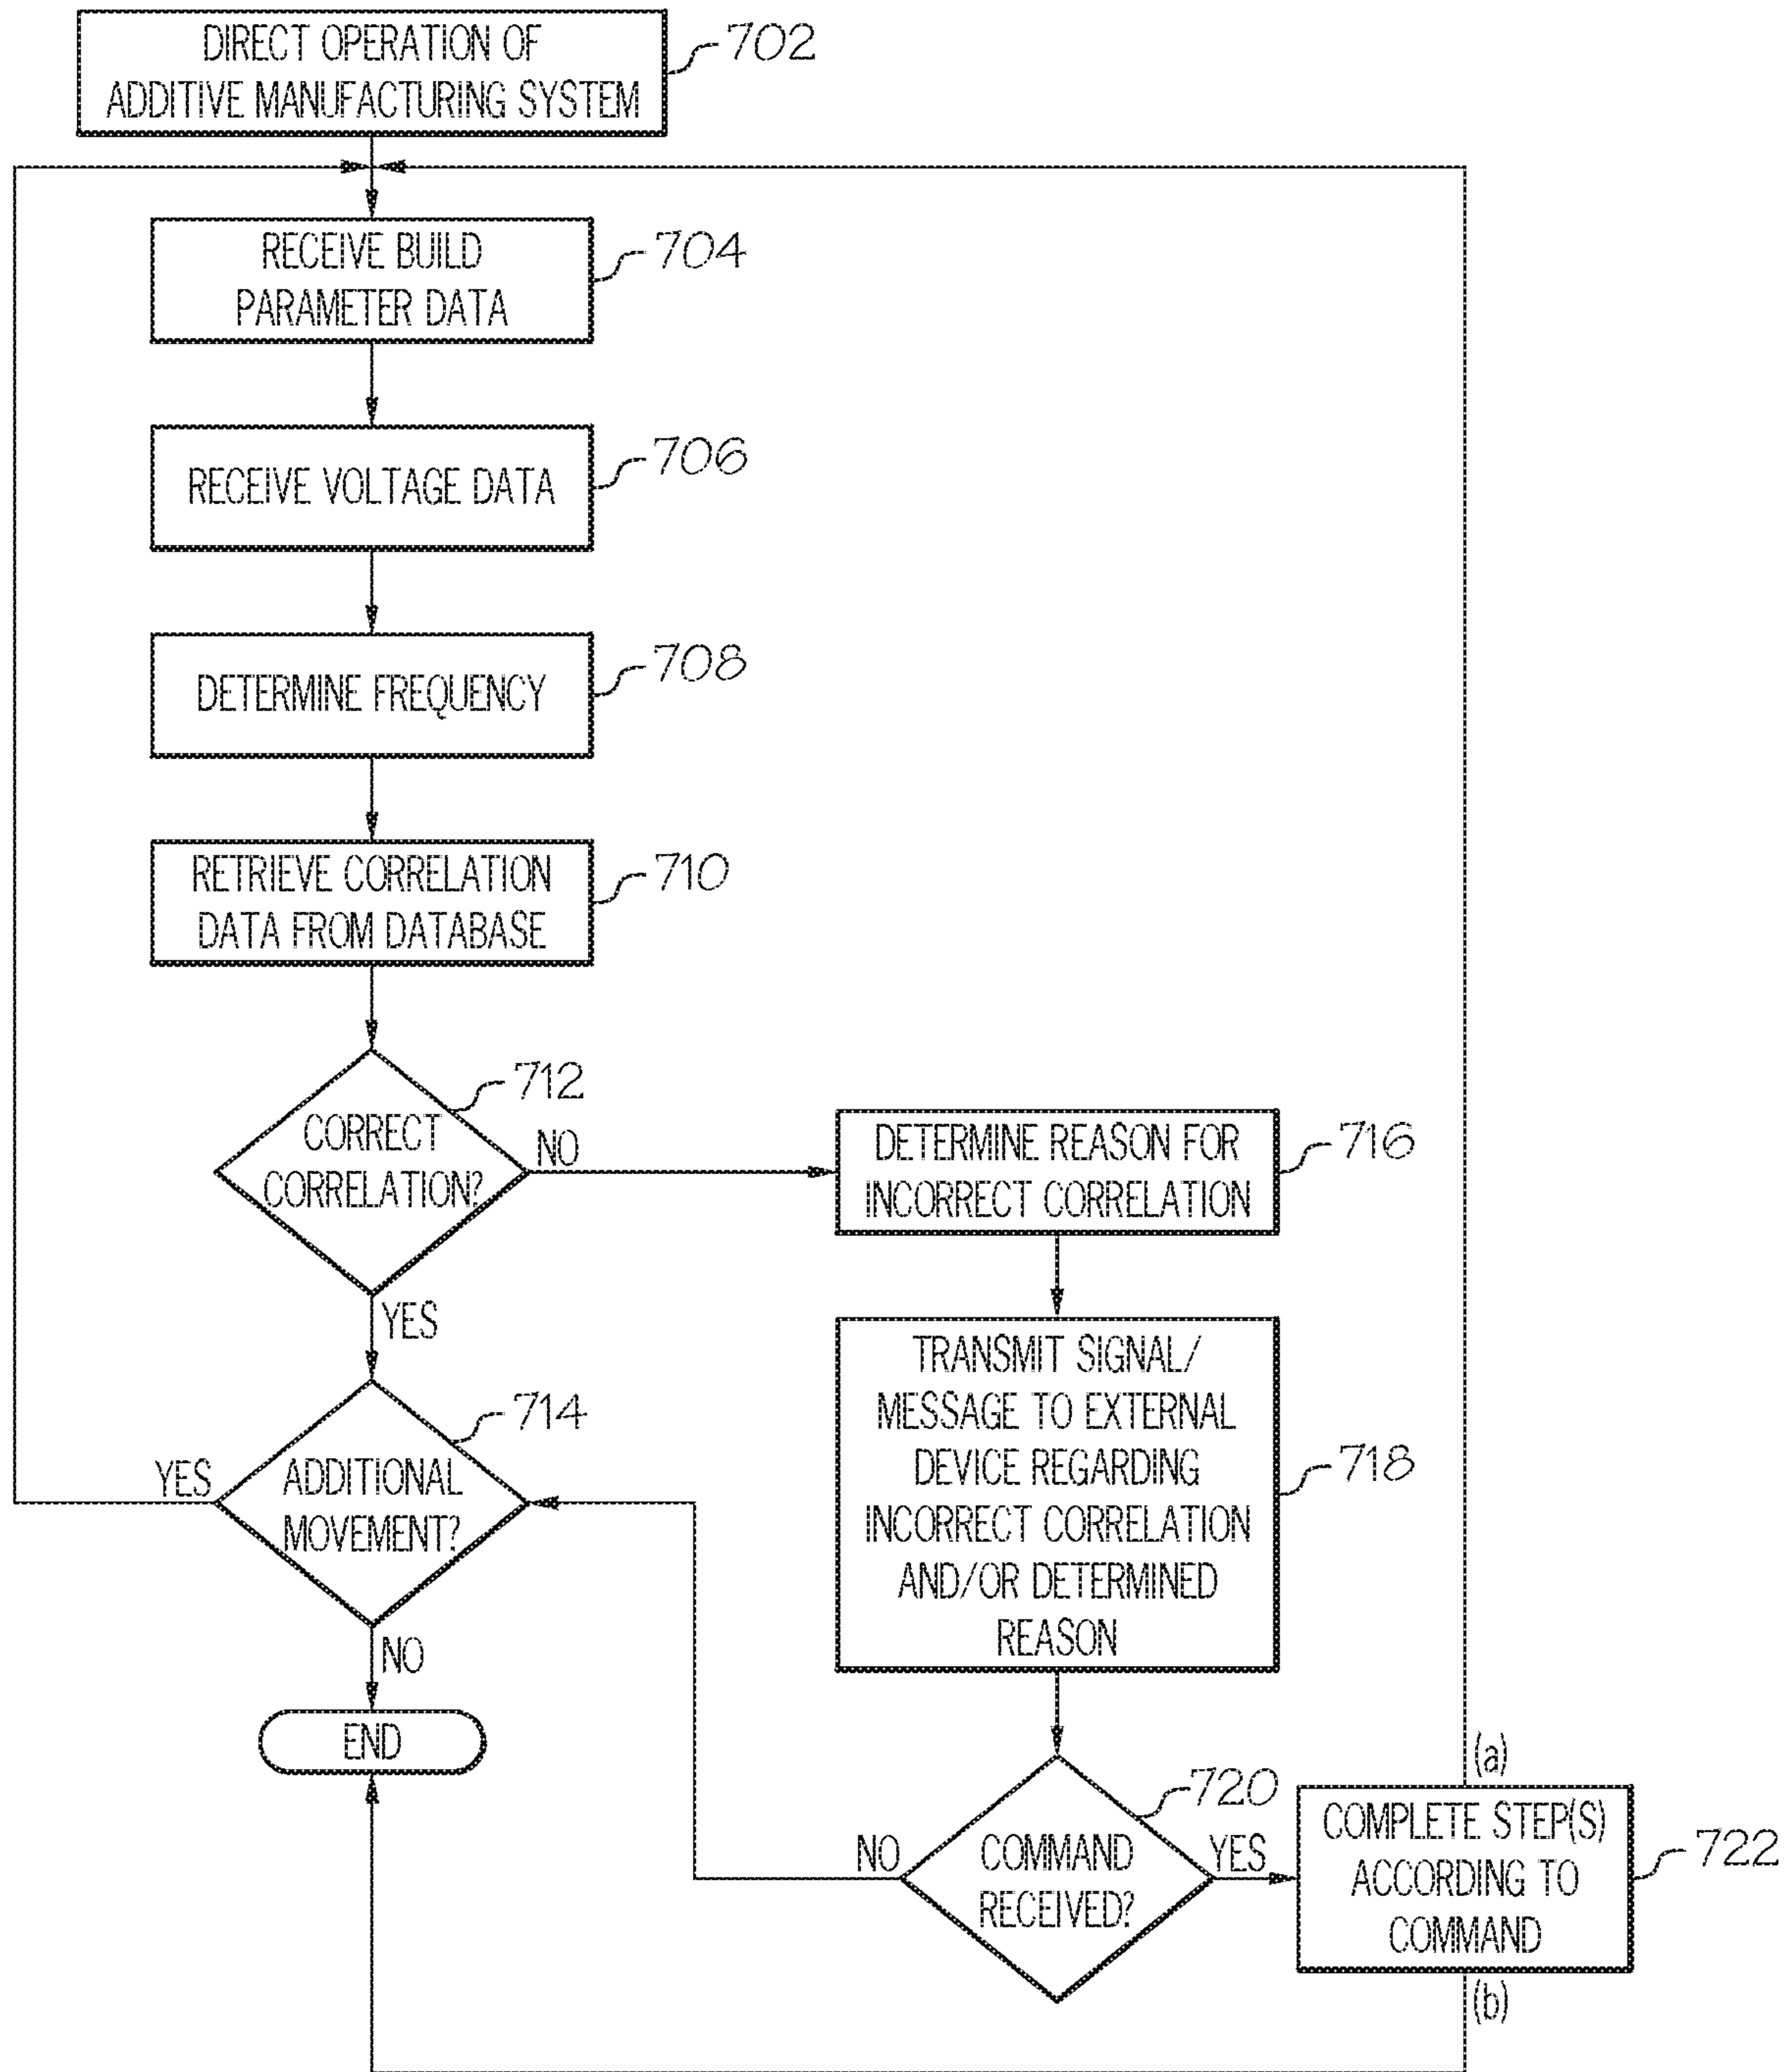 DIRECT OPERATION OF
ADDITIVE MANUFACTURING SYSTEM
702
RECEIVE BUILD
PARAMETER DATA
704
RECEIVE VOLTAGE DATA
706
DETERMINE FREQUENCY
708
RETRIEVE CORRELATION
DATA FROM DATABASE
710
712
CORRECT
CORRELATION?
NO
YES
DETERMINE REASON FOR
INCORRECT CORRELATION
716
714
ADDITIONAL
MOVEMENT?
YES
NO
END
TRANSMIT SIGNAL/
MESSAGE TO EXTERNAL
DEVICE REGARDING
INCORRECT CORRELATION
AND/OR DETERMINED
REASON
718
720
COMMAND
RECEIVED?
NO
YES
(a)
COMPLETE STEP(S)
ACCORDING TO
COMMAND
722
(b)